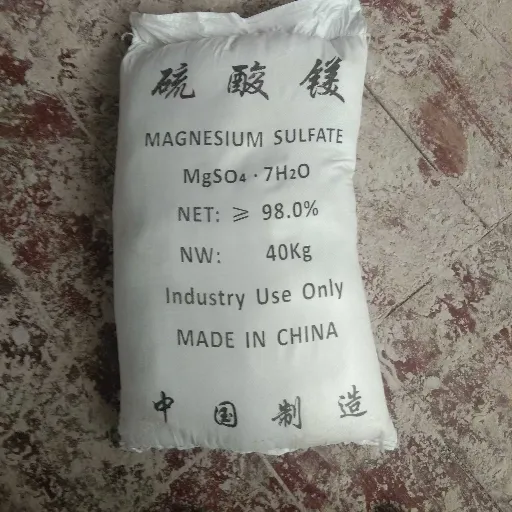 硫酸镁
MAGNESIUM SULFATE
MgSO₄·7H₂O
NET: ⩾ 98.0%
NW: 40Kg
Industry Use Only
MADE IN CHINA
中国制造